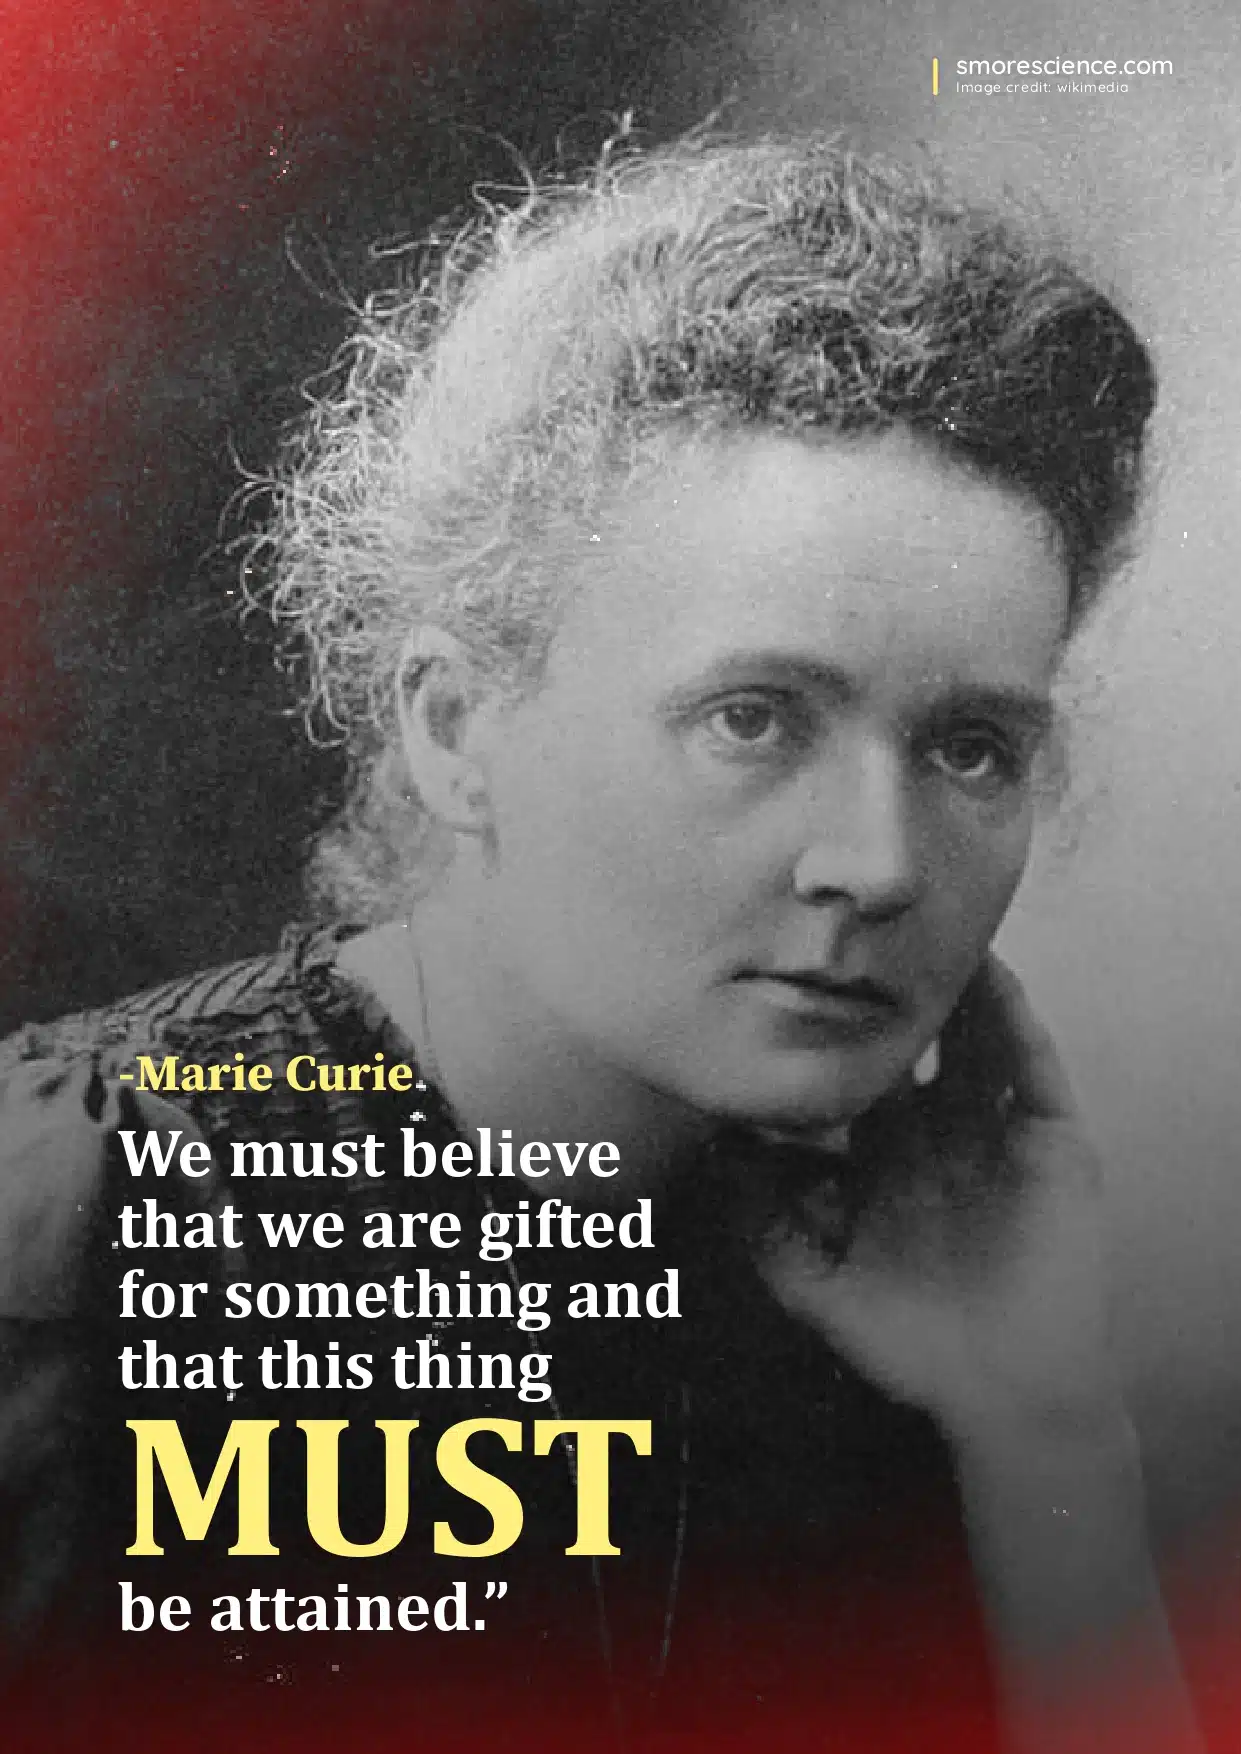 smorescience.com
Image credit: wikimedia
-Marie Curie
We must believe
that we are gifted
for something and
that this thing
MUST
be attained.”